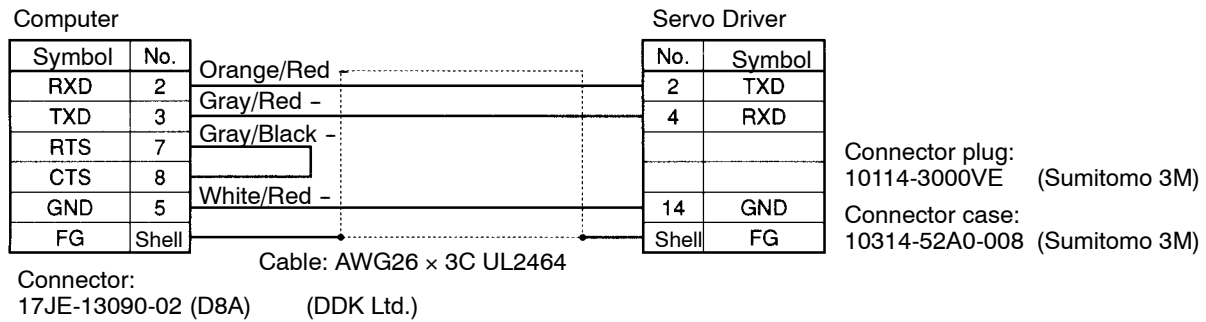 Computer
Servo Driver
Symbol No.
No. Symbol
Orange/Red -
RXD 2
2 TXD
Gray/Red -
TXD 3
4 RXD
Gray/Black -
RTS 7
CTS 8
White/Red -
GND 5
14 GND
FG Shell
Shell FG
Cable: AWG26 × 3C UL2464
Connector:
17JE-13090-02 (D8A) (DDK Ltd.)
Connector plug:
10114-3000VE (Sumitomo 3M)
Connector case:
10314-52A0-008 (Sumitomo 3M)